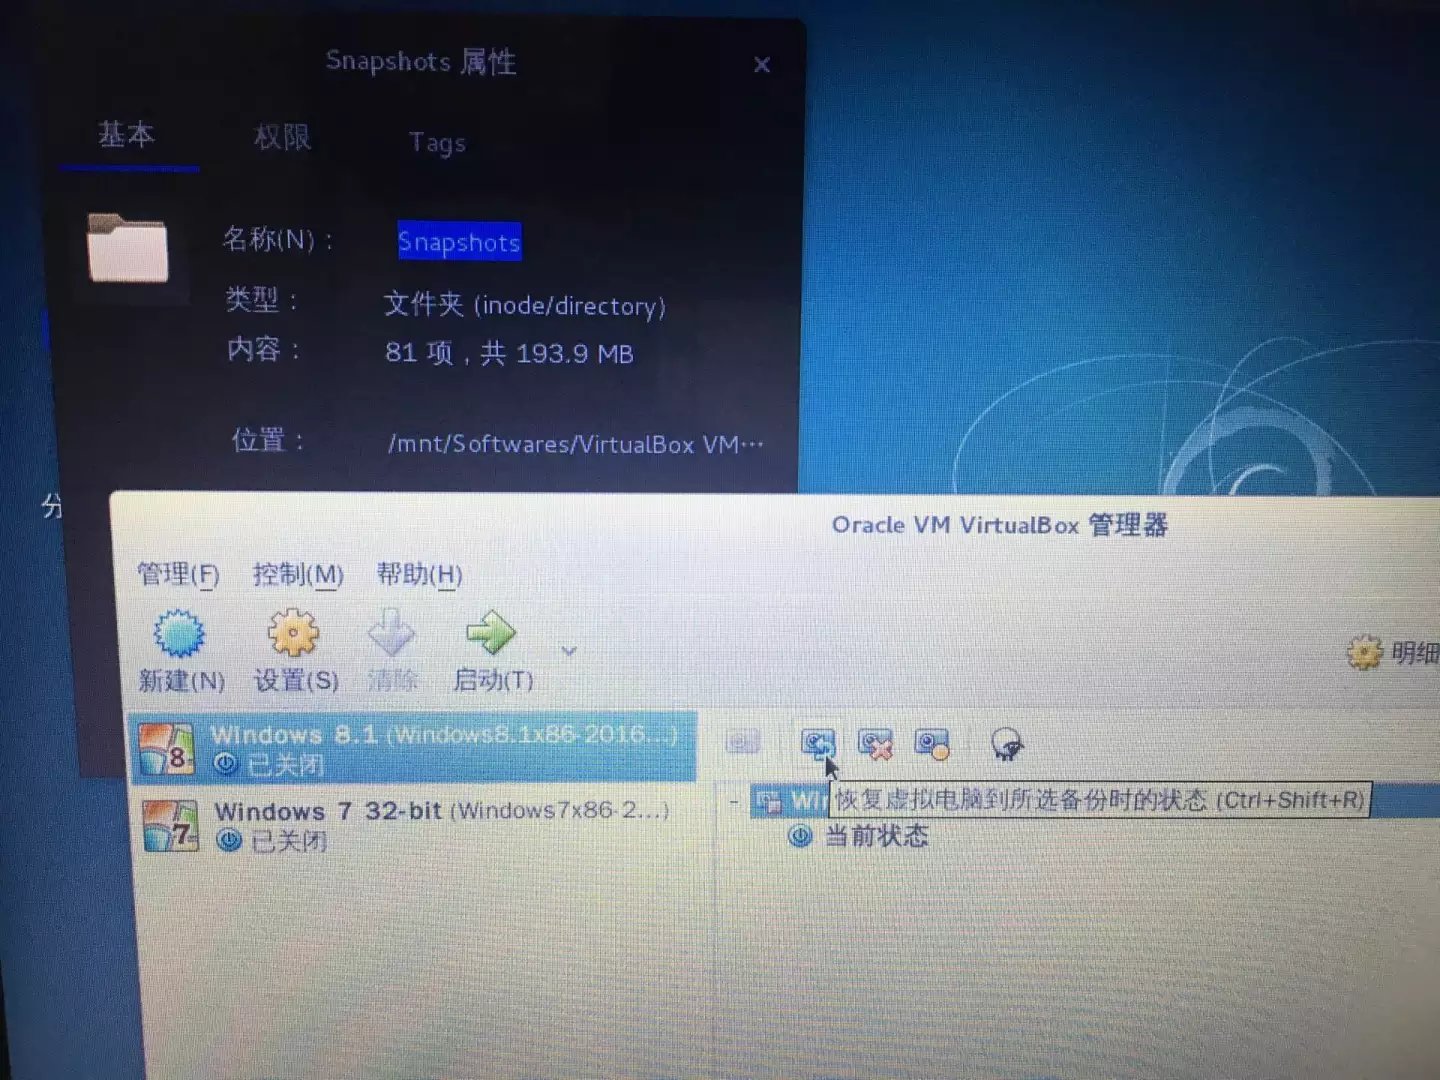 Snapshots 属性
基本 权限 Tags
名称(N)： Snapshots
类型： 文件夹 (inode/directory)
内容： 81 项，共 193.9 MB
位置： /mnt/Softwares/VirtualBox VM…
分
Oracle VM VirtualBox 管理器
管理(F) 控制(M) 帮助(H)
新建(N) 设置(S) 清除 启动(T) 明细
Windows 8.1 (Windows8.1x86-2016...)
已关闭
Windows 7 32-bit (Windows7x86-2...)
已关闭
Wi
恢复虚拟电脑到所选备份时的状态 (Ctrl+Shift+R)
当前状态
8
7